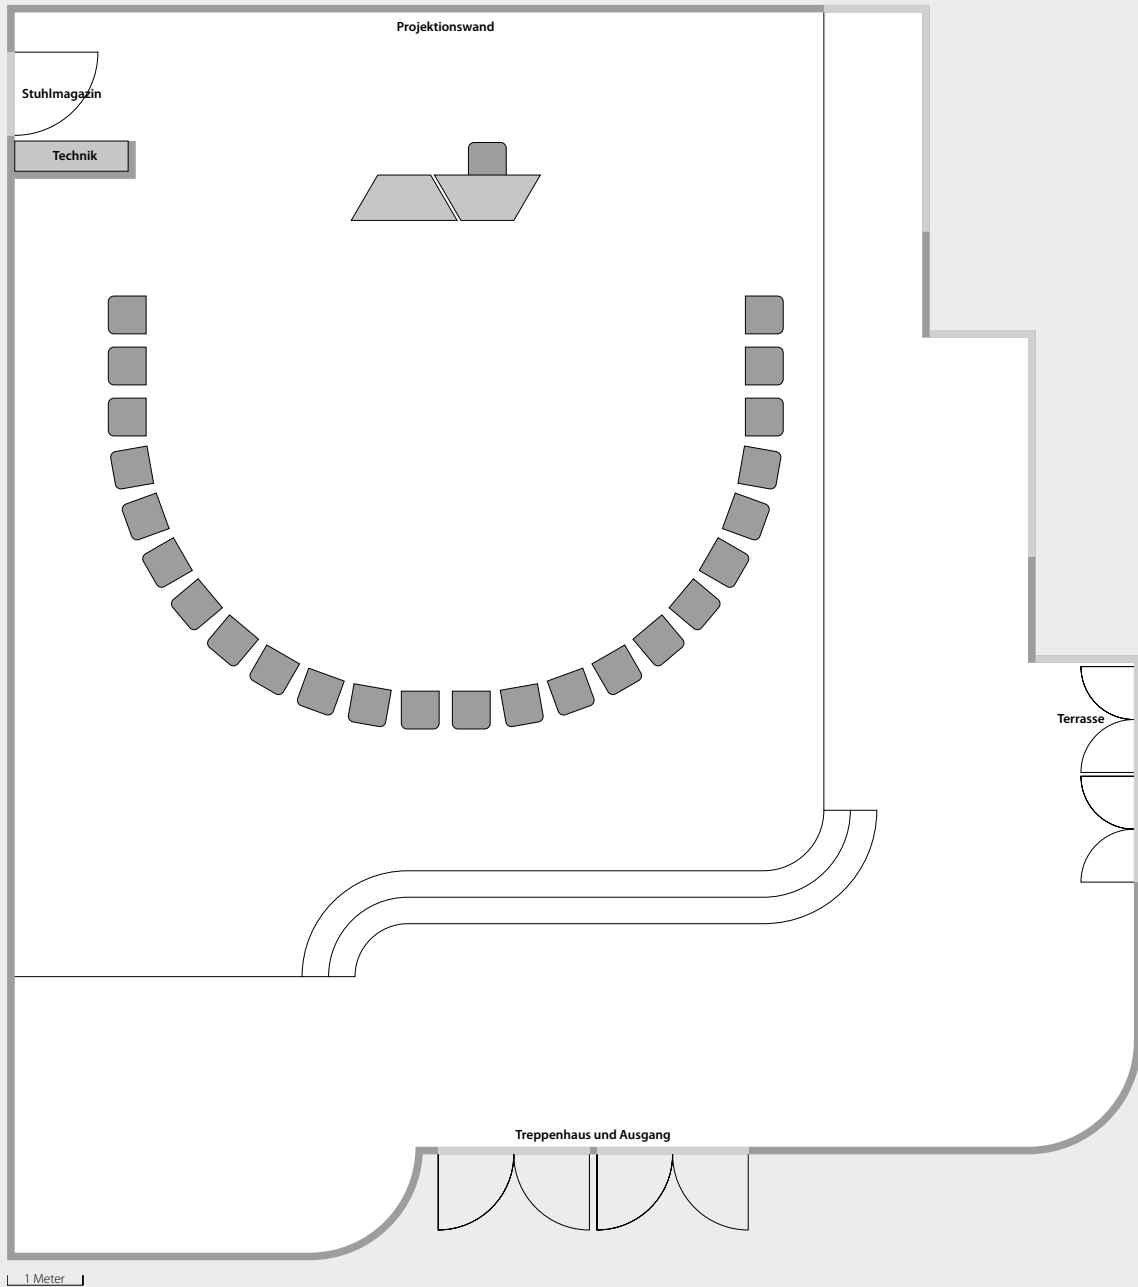 Projektionswand
Stuhlmagazin
Technik
Terrasse
Treppenhaus und Ausgang
1 Meter